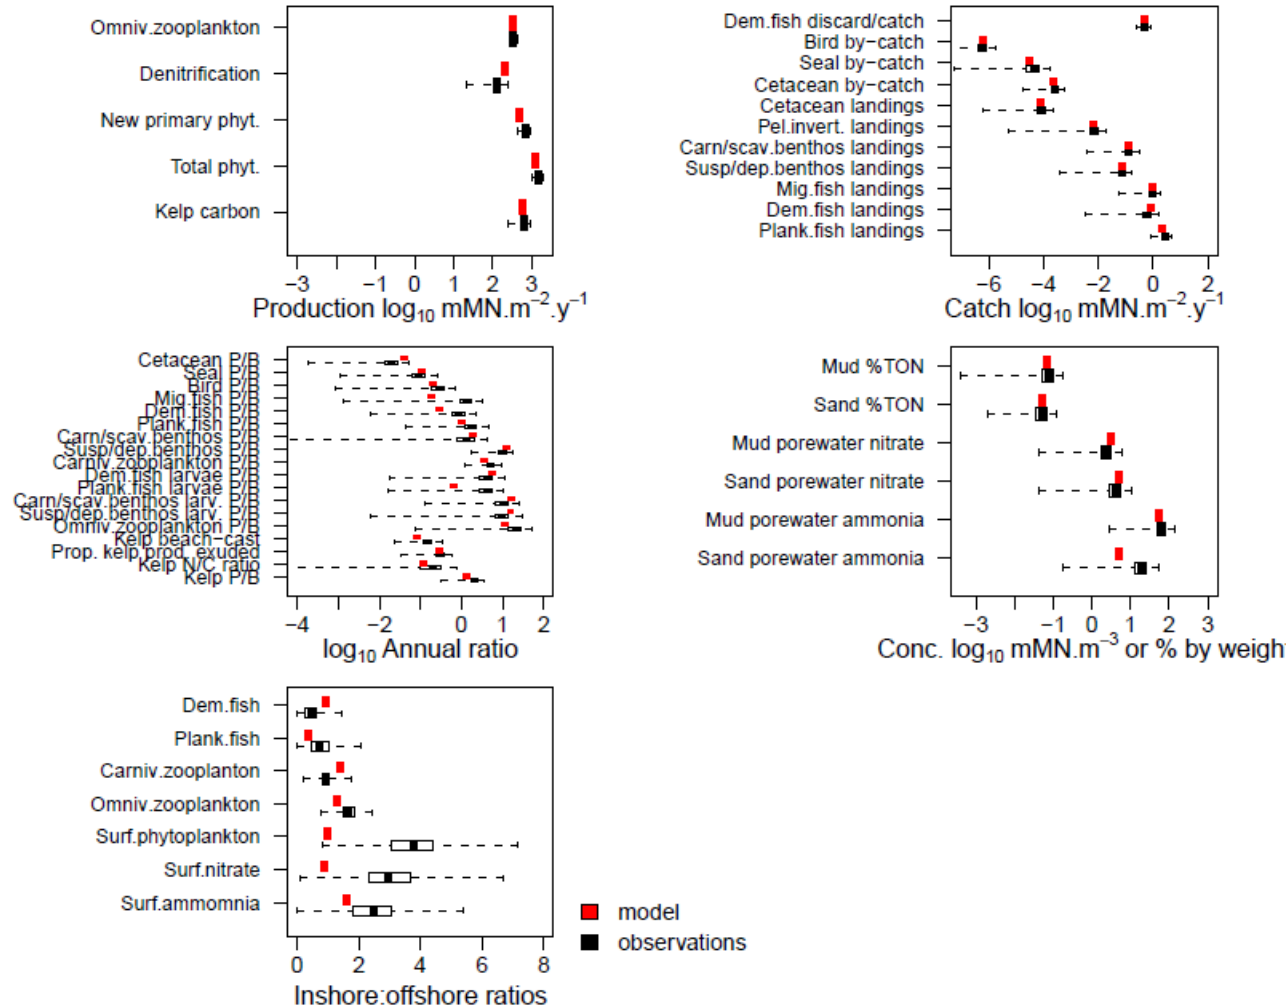 Omniv.zooplankton
Denitrification
New primary phyt.
Total phyt.
Kelp carbon
−3 −1 0 1 2 3
Production log₁₀ mMN.m⁻².y⁻¹
Dem.fish discard/catch
Bird by−catch
Seal by−catch
Cetacean by−catch
Cetacean landings
Pel.invert. landings
Carn/scav.benthos landings
Susp/dep.benthos landings
Mig.fish landings
Dem.fish landings
Plank.fish landings
−6 −4 −2 0 2
Catch log₁₀ mMN.m⁻².y⁻¹
Cetacean P/B
Seal P/B
Bird P/B
Mig.fish P/B
Dem.fish P/B
Plank.fish P/B
Carn/scav.benthos P/B
Susp/dep.benthos P/B
Carniv.zooplankton P/B
Dem.fish larvae P/B
Plank.fish larvae P/B
Carn/scav.benthos larv. P/B
Susp/dep.benthos larv. P/B
Omniv.zooplankton P/B
Kelp beach−cast
Prop. kelp prod. exuded
Kelp N/C ratio
Kelp P/B
−4 −2 0 2
log₁₀ Annual ratio
Mud %TON
Sand %TON
Mud porewater nitrate
Sand porewater nitrate
Mud porewater ammonia
Sand porewater ammonia
−3 −1 0 1 2 3
Conc. log₁₀ mMN.m⁻³ or % by weigh
Dem.fish
Plank.fish
Carniv.zooplanton
Omniv.zooplankton
Surf.phytoplankton
Surf.nitrate
Surf.ammomnia
0 2 4 6 8
Inshore:offshore ratios
model
observations